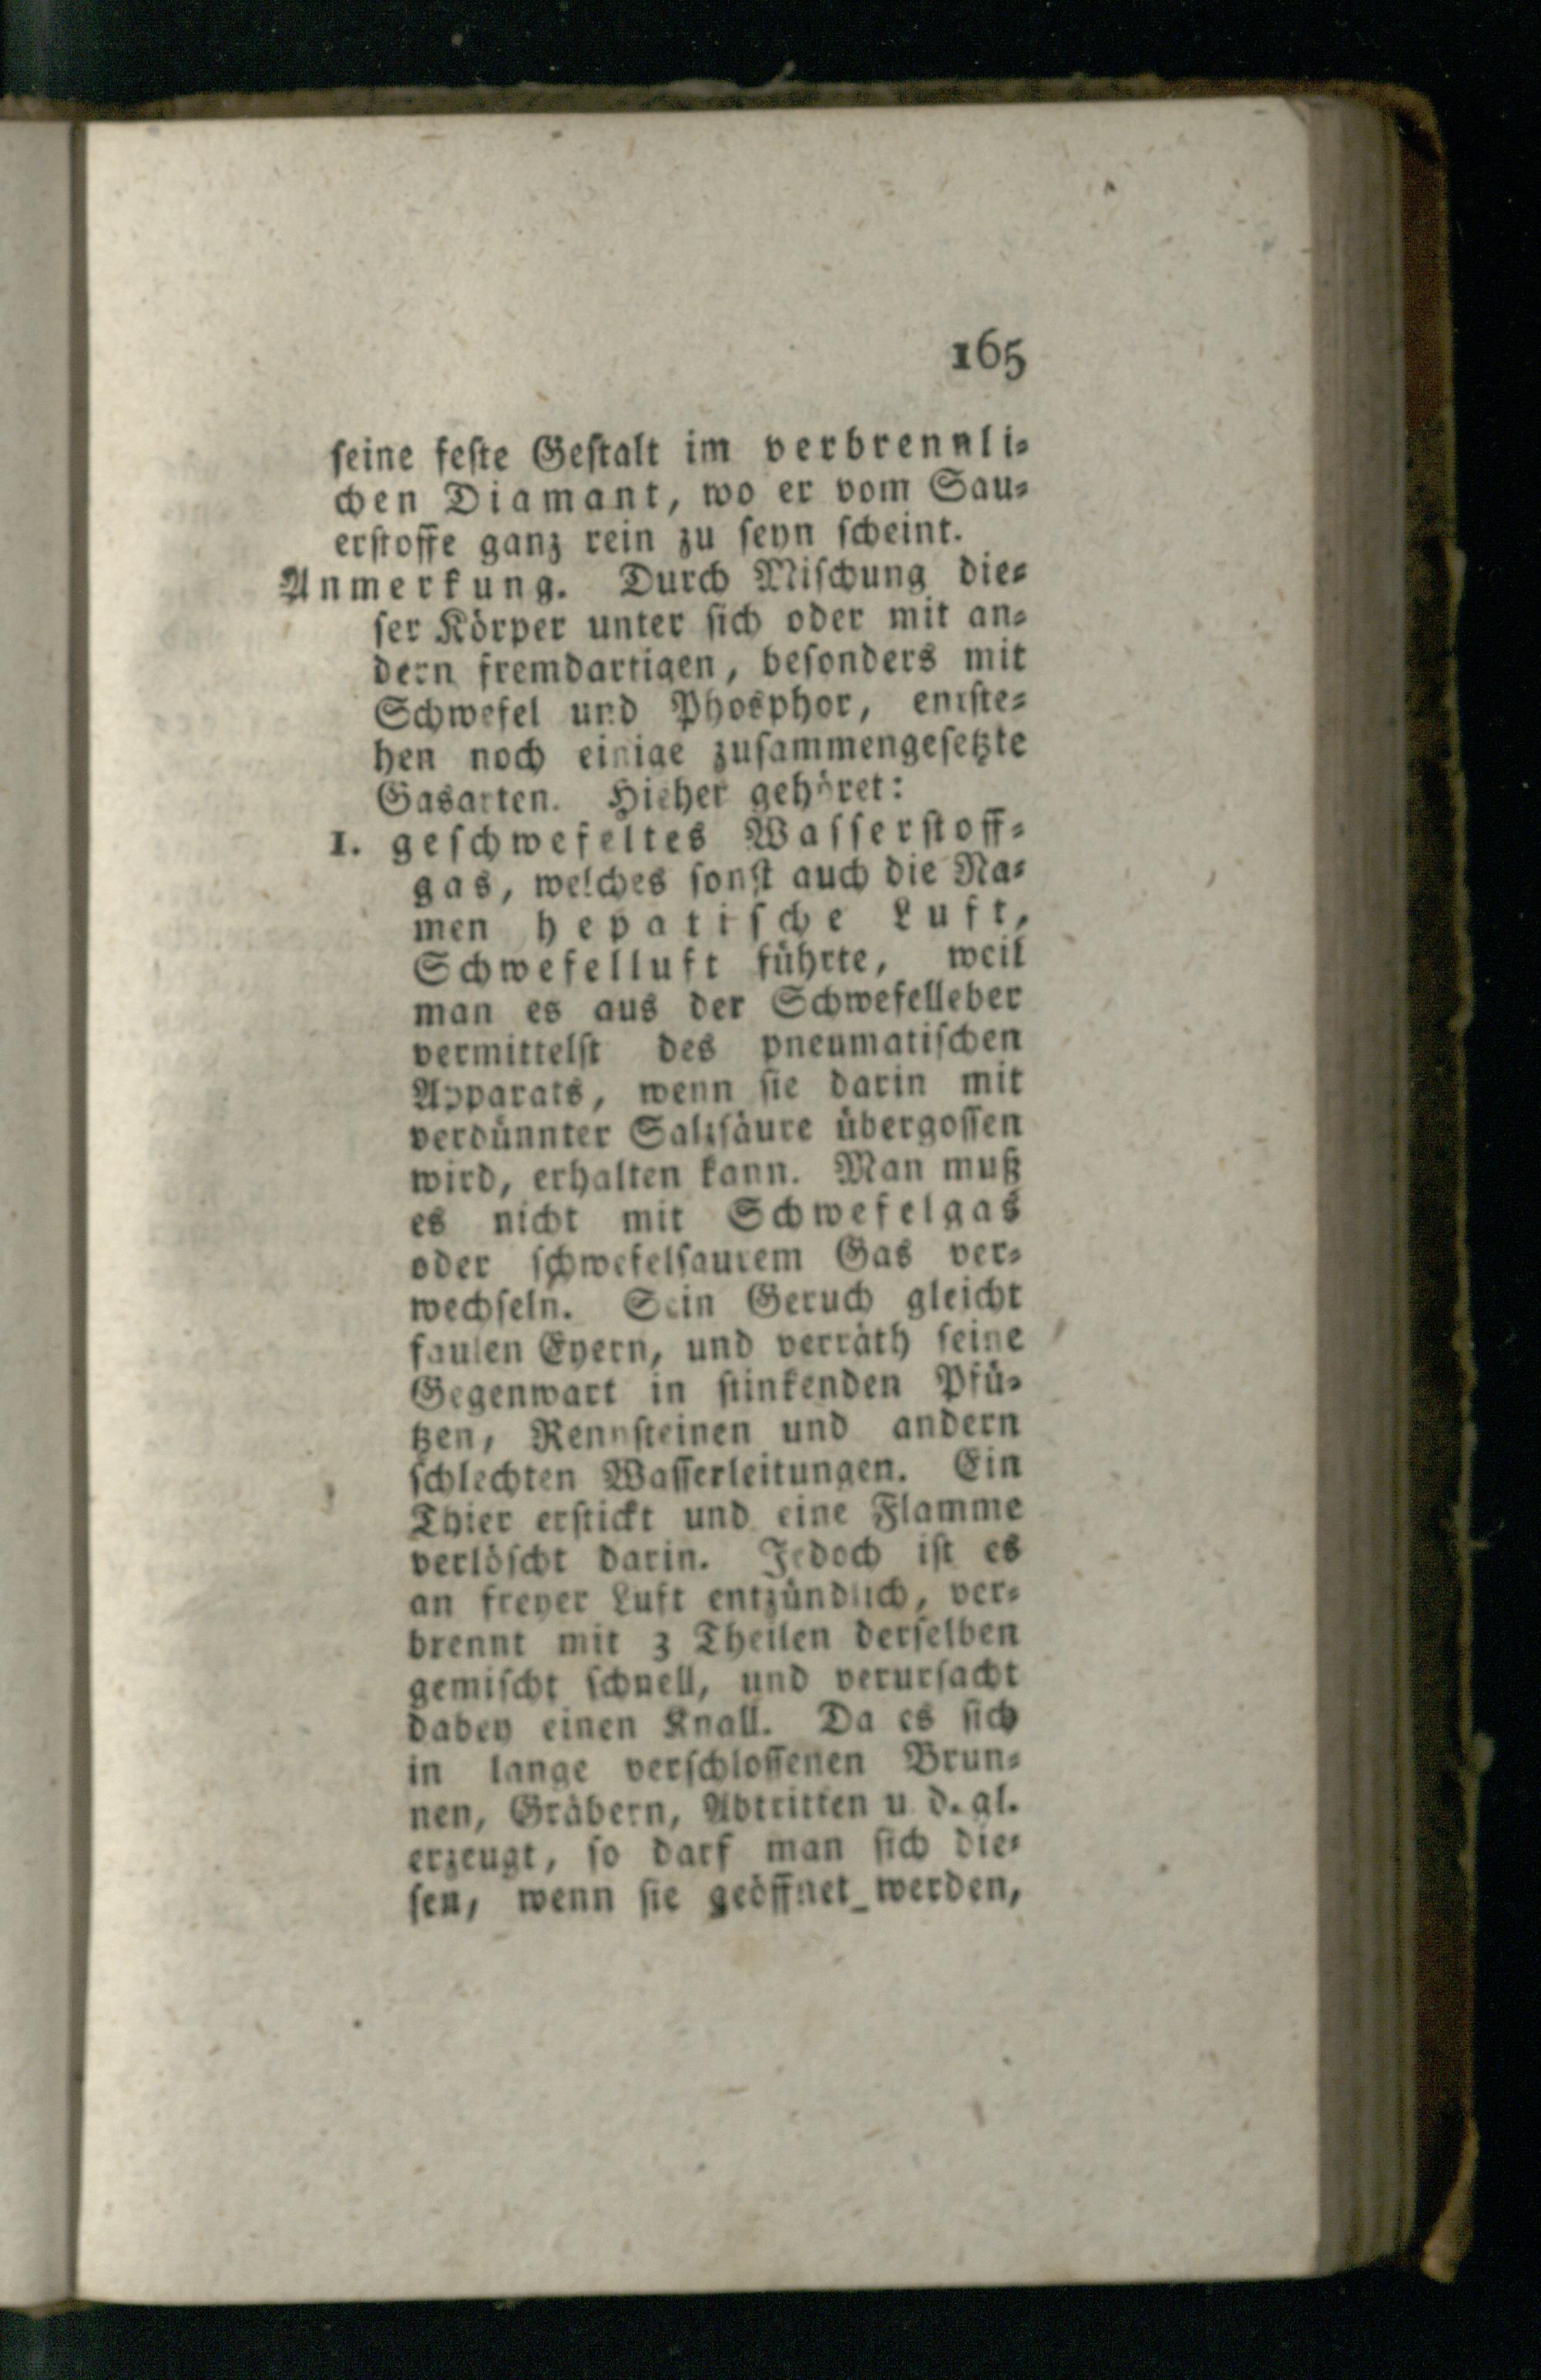 165
ſeine feſte Geſtalt im verbrennli⸗
chen Diamant, wo er vom Sau⸗
erſtoffe ganz rein zu ſeyn ſcheint.
Anmerkung. Durch Miſchung die⸗
ſer Körper unter ſich oder mit an⸗
dern fremdartigen, beſonders mit
Schwefel und Phosphor, entſte⸗
hen noch einige zuſammengeſetzte
Gasarten. Hieher gehöret:
1. geſchwefeltes Waſſerſtoff⸗
gas, welches ſonſt auch die Na⸗
men hepatiſche Luft,
Schwefelluft führte, weil
man es aus der Schwefelleber
vermittelſt des pneumatiſchen
Apparats, wenn ſie darin mit
verdünnter Salzſäure übergoſſen
wird, erhalten kann. Man muß
es nicht mit Schwefelgas
oder ſchwefelſaurem Gas ver⸗
wechſeln. Sein Geruch gleicht
faulen Eyern, und verräth ſeine
Gegenwart in ſtinkenden Pfü⸗
tzen, Rennſteinen und andern
ſchlechten Waſſerleitungen. Ein
Thier erſtickt und eine Flamme
verlöſcht darin. Jedoch iſt es
an freyer Luft entzündlich, ver⸗
brennt mit 3 Theilen derſelben
gemiſcht ſchnell, und verurſacht
dabey einen Knall. Da es ſich
in lange verſchloſſenen Brun⸗
nen, Gräbern, Abtritten u. d. gl.
erzeugt, ſo darf man ſich die⸗
ſen, wenn ſie geöffnet werden,